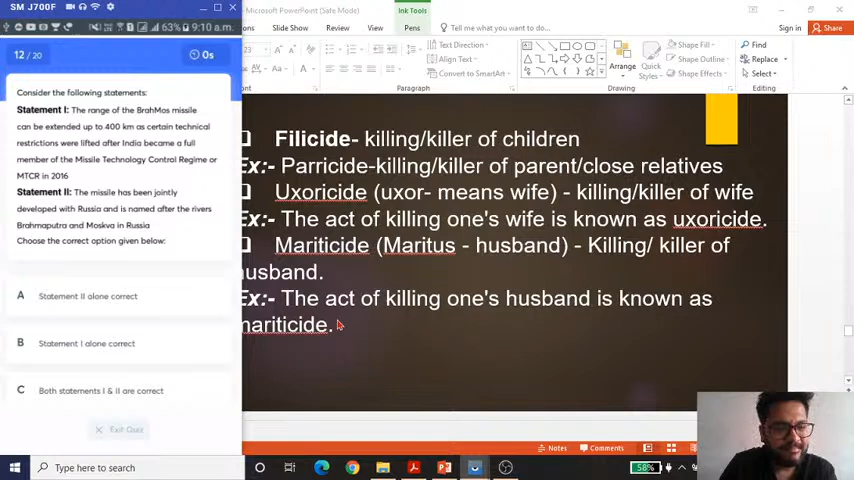 SM J700F
Microsoft PowerPoint (Safe Mode)
Ink Tools
9:10 a.m.
63%
Slide Show
Review
View
Pens
Tell me what you want to do...
Sign in
Share
12 / 20
0s
Text Direction
Align Text
Convert to SmartArt
Arrange
Quick
Styles
Shape Fill
Shape Outline
Shape Effects
Find
Replace
Select
Paragraph
Drawing
Editing
Consider the following statements:
Statement I: The range of the BrahMos missile
can be extended up to 400 km as certain technical
restrictions were lifted after India became a full
member of the Missile Technology Control Regime or
MTCR in 2016
Statement II: The missile has been jointly
developed with Russia and is named after the rivers
Brahmaputra and Moskva in Russia
Choose the correct option given below:
A Statement II alone correct
B Statement I alone correct
C Both statements I & II are correct
Exit Quiz
Filicide- killing/killer of children
Ex:- Parricide-killing/killer of parent/close relatives
Uxoricide (uxor- means wife) - killing/killer of wife
Ex:- The act of killing one's wife is known as uxoricide.
Mariticide (Maritus - husband) - Killing/ killer of
husband.
Ex:- The act of killing one's husband is known as
mariticide.
Notes
Comments
Type here to search
58%